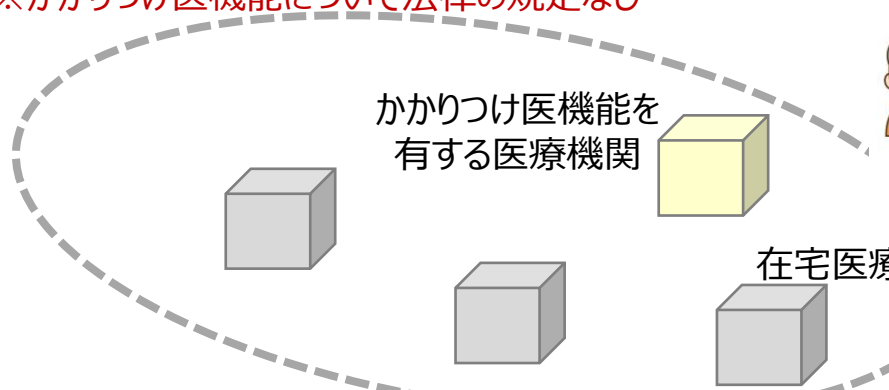 ※かかりつけ医機能について法律の規定なし
かかりつけ医機能を
有する医療機関
在宅医療